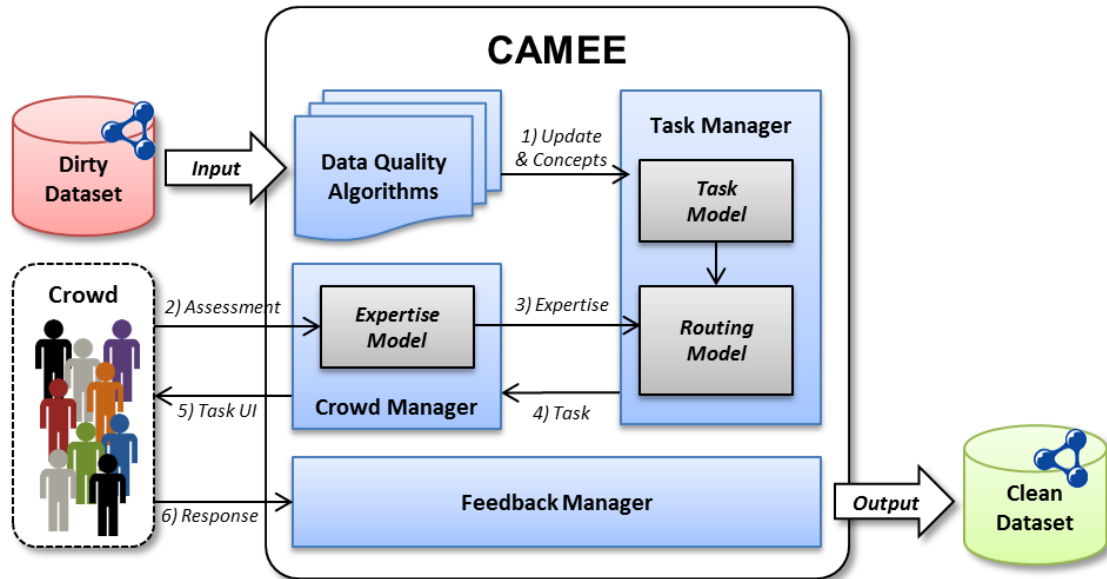 CAMEE
Dirty
Dataset
Input
Data Quality
Algorithms
1) Update
& Concepts
Task Manager
Task
Model
Crowd
2) Assessment
Expertise
Model
3) Expertise
Routing
Model
5) Task UI
Crowd Manager
4) Task
6) Response
Feedback Manager
Output
Clean
Dataset